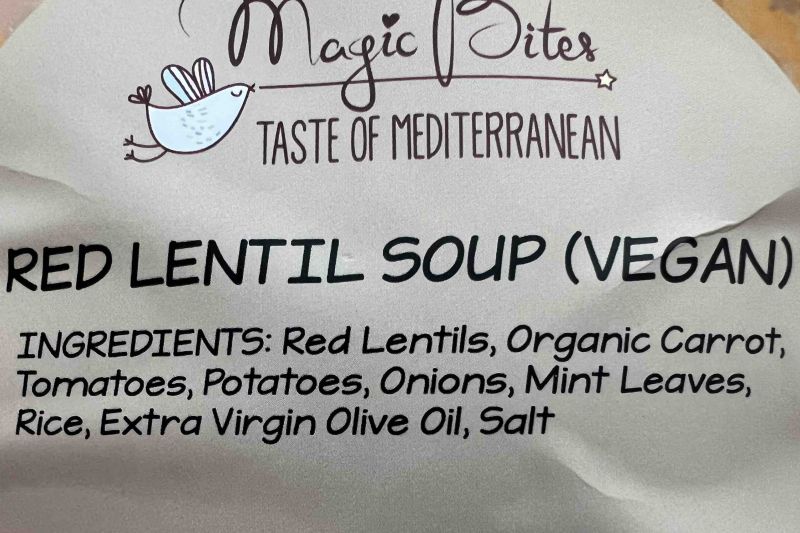 Magic Bites
TASTE OF MEDITERRANEAN
RED LENTIL SOUP (VEGAN)
INGREDIENTS: Red Lentils, Organic Carrot,
Tomatoes, Potatoes, Onions, Mint Leaves,
Rice, Extra Virgin Olive Oil, Salt